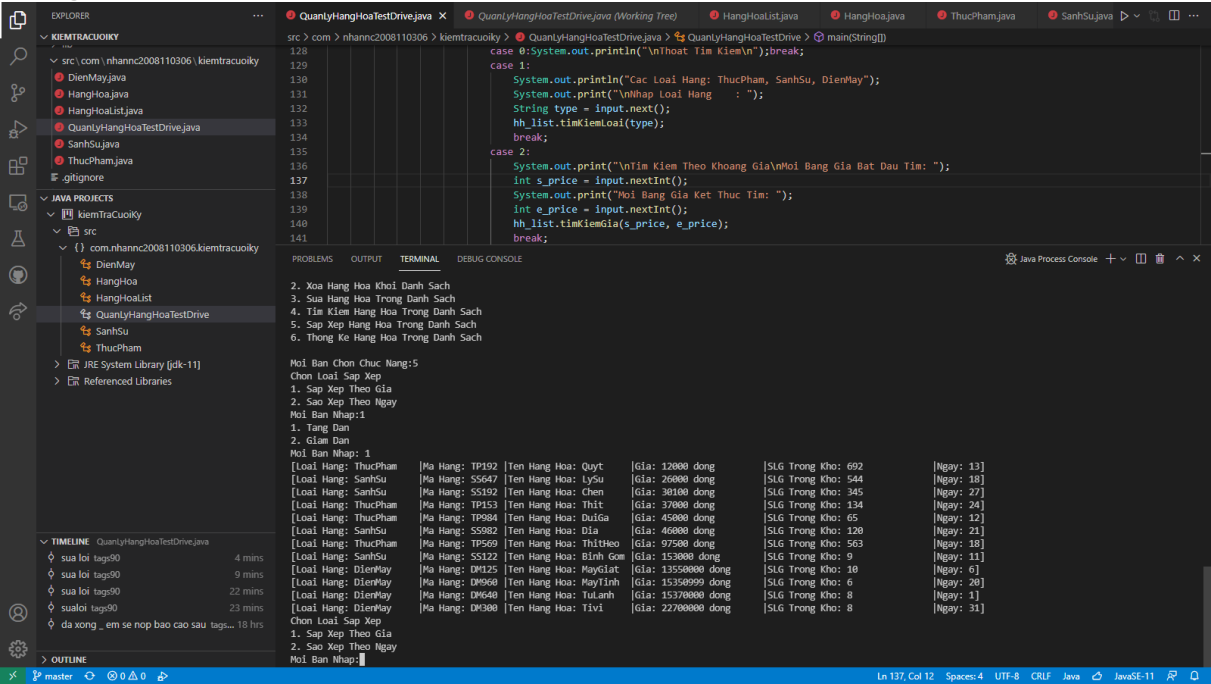 EXPLORER
KIEMTRACUOIKY
lib
src\com\nhannc2008110306\kiemtracuoiky
DienMay.java
HangHoa.java
HangHoaList.java
QuanLyHangHoaTestDrive.java
SanhSu.java
ThucPham.java
.gitignore
JAVA PROJECTS
kiemTraCuoiKy
src
{} com.nhannc2008110306.kiemtracuoiky
DienMay
HangHoa
HangHoaList
QuanLyHangHoaTestDrive
SanhSu
ThucPham
JRE System Library [jdk-11]
Referenced Libraries
TIMELINE QuanLyHangHoaTestDrive.java
sua loi tags90 4 mins
sua loi tags90 9 mins
sua loi tags90 22 mins
sualoi tags90 23 mins
da xong _ em se nop bao cao sau tags... 18 hrs
OUTLINE
QuanLyHangHoaTestDrive.java QuanLyHangHoaTestDrive.java (Working Tree) HangHoaList.java HangHoa.java ThucPham.java SanhSu.java
src > com > nhannc2008110306 > kiemtracuoiky > QuanLyHangHoaTestDrive.java > QuanLyHangHoaTestDrive > main(String[])
128 case 0:System.out.println("\nThoat Tim Kiem\n");break;
129 case 1:
130 System.out.println("Cac Loai Hang: ThucPham, SanhSu, DienMay");
131 System.out.print("\nNhap Loai Hang    : ");
132 String type = input.next();
133 hh_list.timKiemLoai(type);
134 break;
135 case 2:
136 System.out.print("\nTim Kiem Theo Khoang Gia\nMoi Bang Gia Bat Dau Tim: ");
137 int s_price = input.nextInt();
138 System.out.print("Moi Bang Gia Ket Thuc Tim: ");
139 int e_price = input.nextInt();
140 hh_list.timKiemGia(s_price, e_price);
141 break;
PROBLEMS OUTPUT TERMINAL DEBUG CONSOLE Java Process Console
2. Xoa Hang Hoa Khoi Danh Sach
3. Sua Hang Hoa Trong Danh Sach
4. Tim Kiem Hang Hoa Trong Danh Sach
5. Sap Xep Hang Hoa Trong Danh Sach
6. Thong Ke Hang Hoa Trong Danh Sach
Moi Ban Chon Chuc Nang:5
Chon Loai Sap Xep
1. Sap Xep Theo Gia
2. Sao Xep Theo Ngay
Moi Ban Nhap:1
1. Tang Dan
2. Giam Dan
Moi Ban Nhap: 1
[Loai Hang: ThucPham |Ma Hang: TP192 |Ten Hang Hoa: Quyt |Gia: 12000 dong |SLG Trong Kho: 692 |Ngay: 13]
[Loai Hang: SanhSu |Ma Hang: SS647 |Ten Hang Hoa: LySu |Gia: 26000 dong |SLG Trong Kho: 544 |Ngay: 18]
[Loai Hang: SanhSu |Ma Hang: SS192 |Ten Hang Hoa: Chen |Gia: 30100 dong |SLG Trong Kho: 345 |Ngay: 27]
[Loai Hang: ThucPham |Ma Hang: TP153 |Ten Hang Hoa: Thit |Gia: 37000 dong |SLG Trong Kho: 134 |Ngay: 24]
[Loai Hang: ThucPham |Ma Hang: TP984 |Ten Hang Hoa: DuiGa |Gia: 45000 dong |SLG Trong Kho: 65 |Ngay: 12]
[Loai Hang: SanhSu |Ma Hang: SS982 |Ten Hang Hoa: Dia |Gia: 46000 dong |SLG Trong Kho: 120 |Ngay: 21]
[Loai Hang: ThucPham |Ma Hang: TP569 |Ten Hang Hoa: ThitHeo |Gia: 97500 dong |SLG Trong Kho: 563 |Ngay: 18]
[Loai Hang: SanhSu |Ma Hang: SS122 |Ten Hang Hoa: Binh Gom |Gia: 153000 dong |SLG Trong Kho: 9 |Ngay: 11]
[Loai Hang: DienMay |Ma Hang: DM125 |Ten Hang Hoa: MayGiat |Gia: 13550000 dong |SLG Trong Kho: 10 |Ngay: 6]
[Loai Hang: DienMay |Ma Hang: DM960 |Ten Hang Hoa: MayTinh |Gia: 15350999 dong |SLG Trong Kho: 6 |Ngay: 20]
[Loai Hang: DienMay |Ma Hang: DM640 |Ten Hang Hoa: TuLanh |Gia: 15370000 dong |SLG Trong Kho: 8 |Ngay: 1]
[Loai Hang: DienMay |Ma Hang: DM300 |Ten Hang Hoa: Tivi |Gia: 22700000 dong |SLG Trong Kho: 8 |Ngay: 31]
Chon Loai Sap Xep
1. Sap Xep Theo Gia
2. Sao Xep Theo Ngay
Moi Ban Nhap:
master 0 0 Ln 137, Col 12 Spaces: 4 UTF-8 CRLF Java JavaSE-11